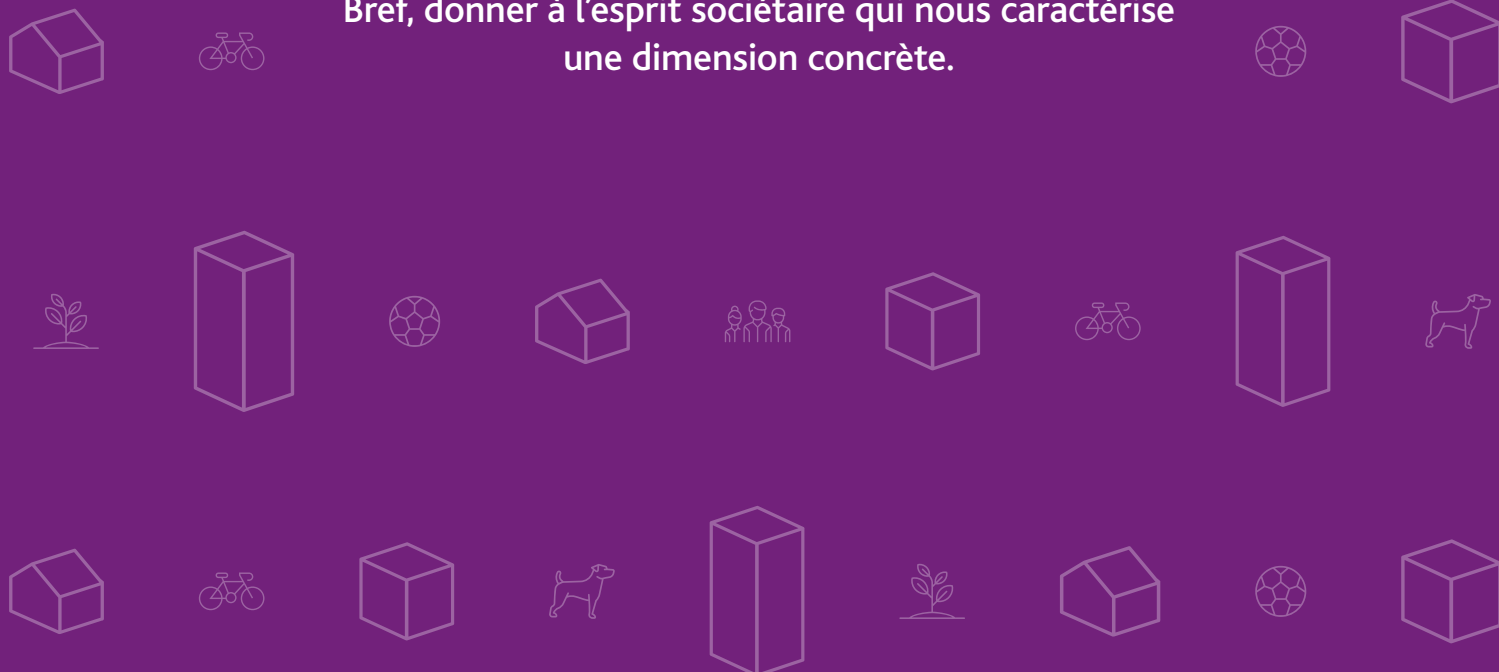 Bref, donner à l'esprit sociétaire qui nous caractérise
une dimension concrète.